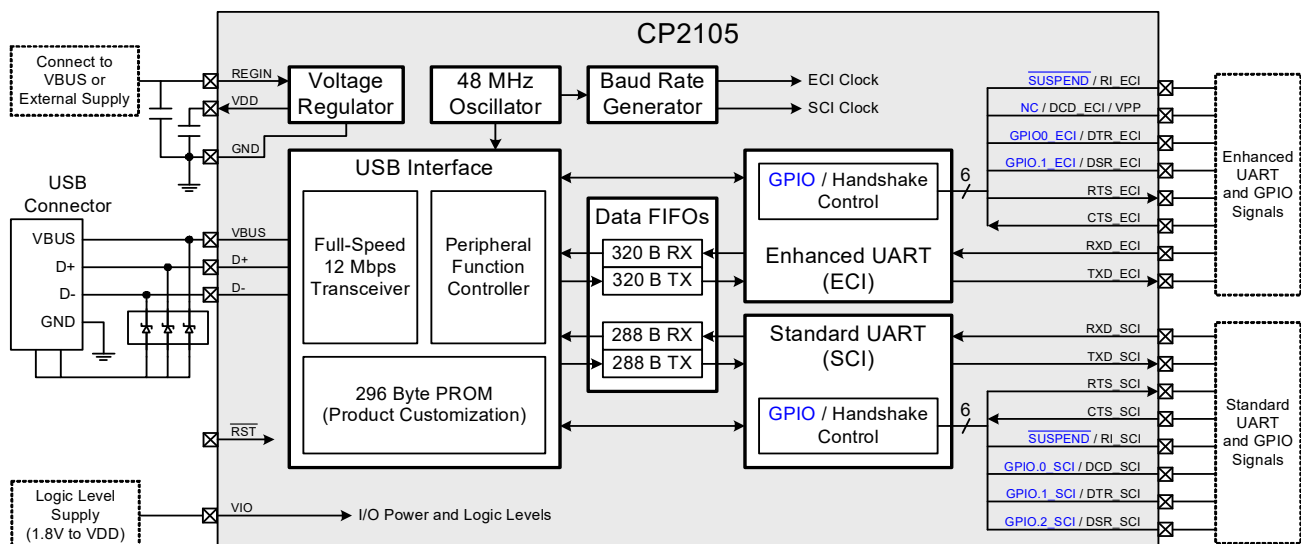 CP2105
Connect to
VBUS or
External Supply
REGIN
VDD
GND
Voltage
Regulator
48 MHz
Oscillator
Baud Rate
Generator
ECI Clock
SCI Clock
USB
Connector
VBUS
D+
D-
GND
VBUS
D+
D-
USB Interface
Full-Speed
12 Mbps
Transceiver
Peripheral
Function
Controller
296 Byte PROM
(Product Customization)
Data FIFOs
320 B RX
320 B TX
288 B RX
288 B TX
GPIO / Handshake
Control
Enhanced UART
(ECI)
6
SUSPEND / RI_ECI
NC / DCD_ECI / VPP
GPIO0_ECI / DTR_ECI
GPIO.1_ECI / DSR_ECI
RTS_ECI
CTS_ECI
RXD_ECI
TXD_ECI
Enhanced
UART
and GPIO
Signals
Standard UART
(SCI)
GPIO / Handshake
Control
6
RXD_SCI
TXD_SCI
RTS_SCI
CTS_SCI
SUSPEND / RI_SCI
GPIO.0_SCI / DCD_SCI
GPIO.1_SCI / DTR_SCI
GPIO.2_SCI / DSR_SCI
Standard
UART
and GPIO
Signals
RST
Logic Level
Supply
(1.8V to VDD)
VIO
I/O Power and Logic Levels